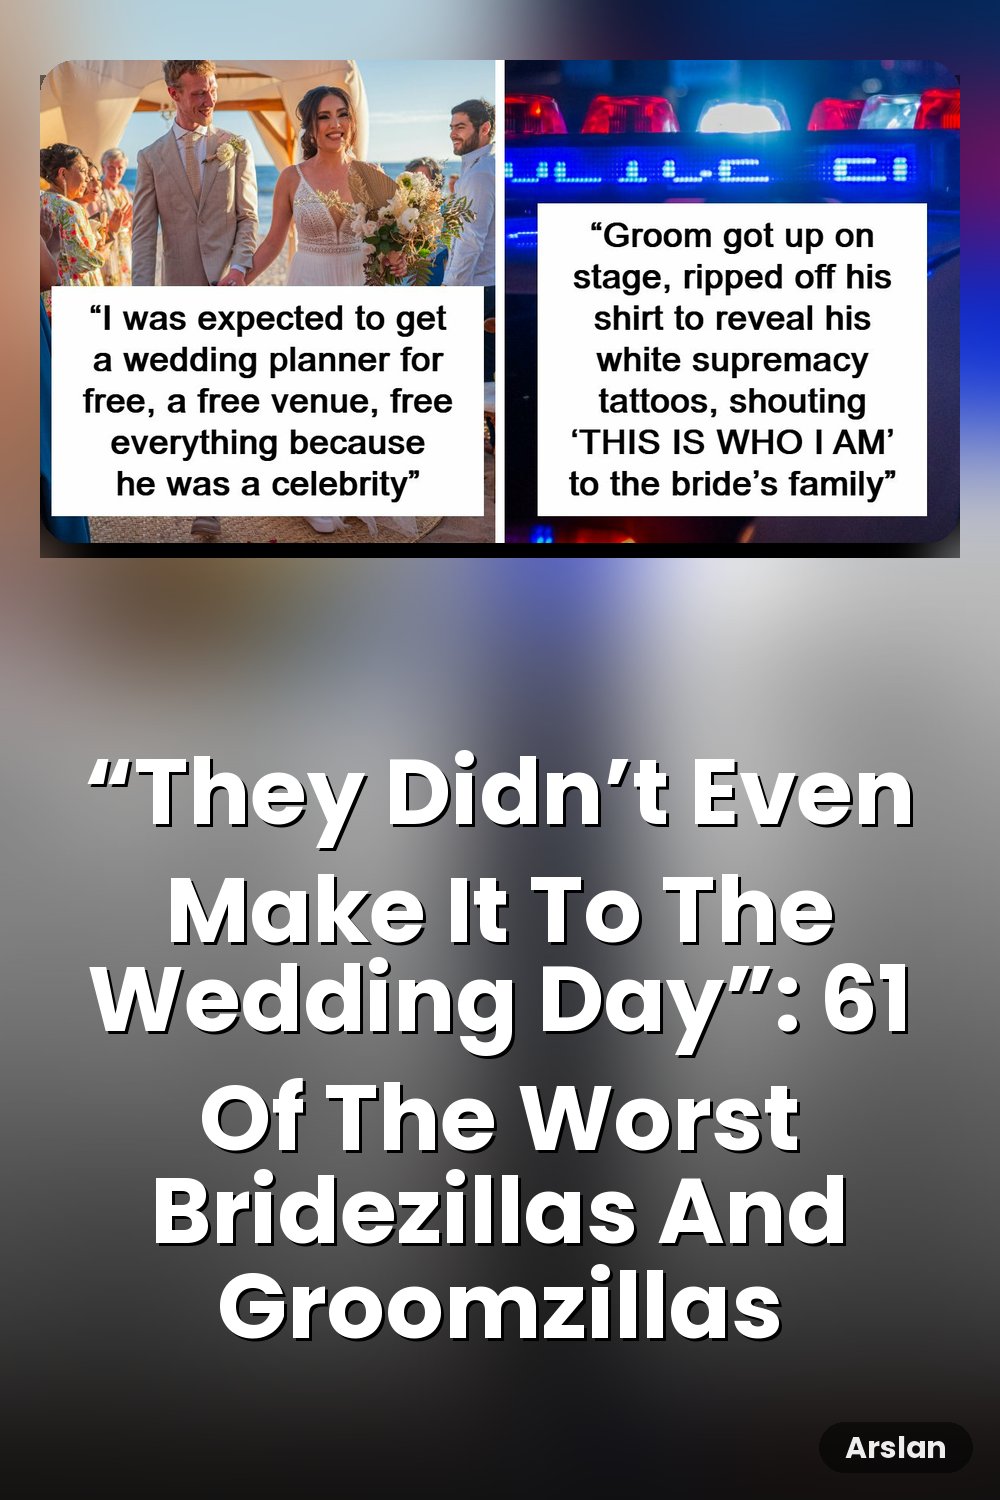 “I was expected to get
a wedding planner for
free, a free venue, free
everything because
he was a celebrity”
“Groom got up on
stage, ripped off his
shirt to reveal his
white supremacy
tattoos, shouting
‘THIS IS WHO I AM’
to the bride’s family”
“They Didn’t Even
Make It To The
Wedding Day”: 61
Of The Worst
Bridezillas And
Groomzillas
Arslan